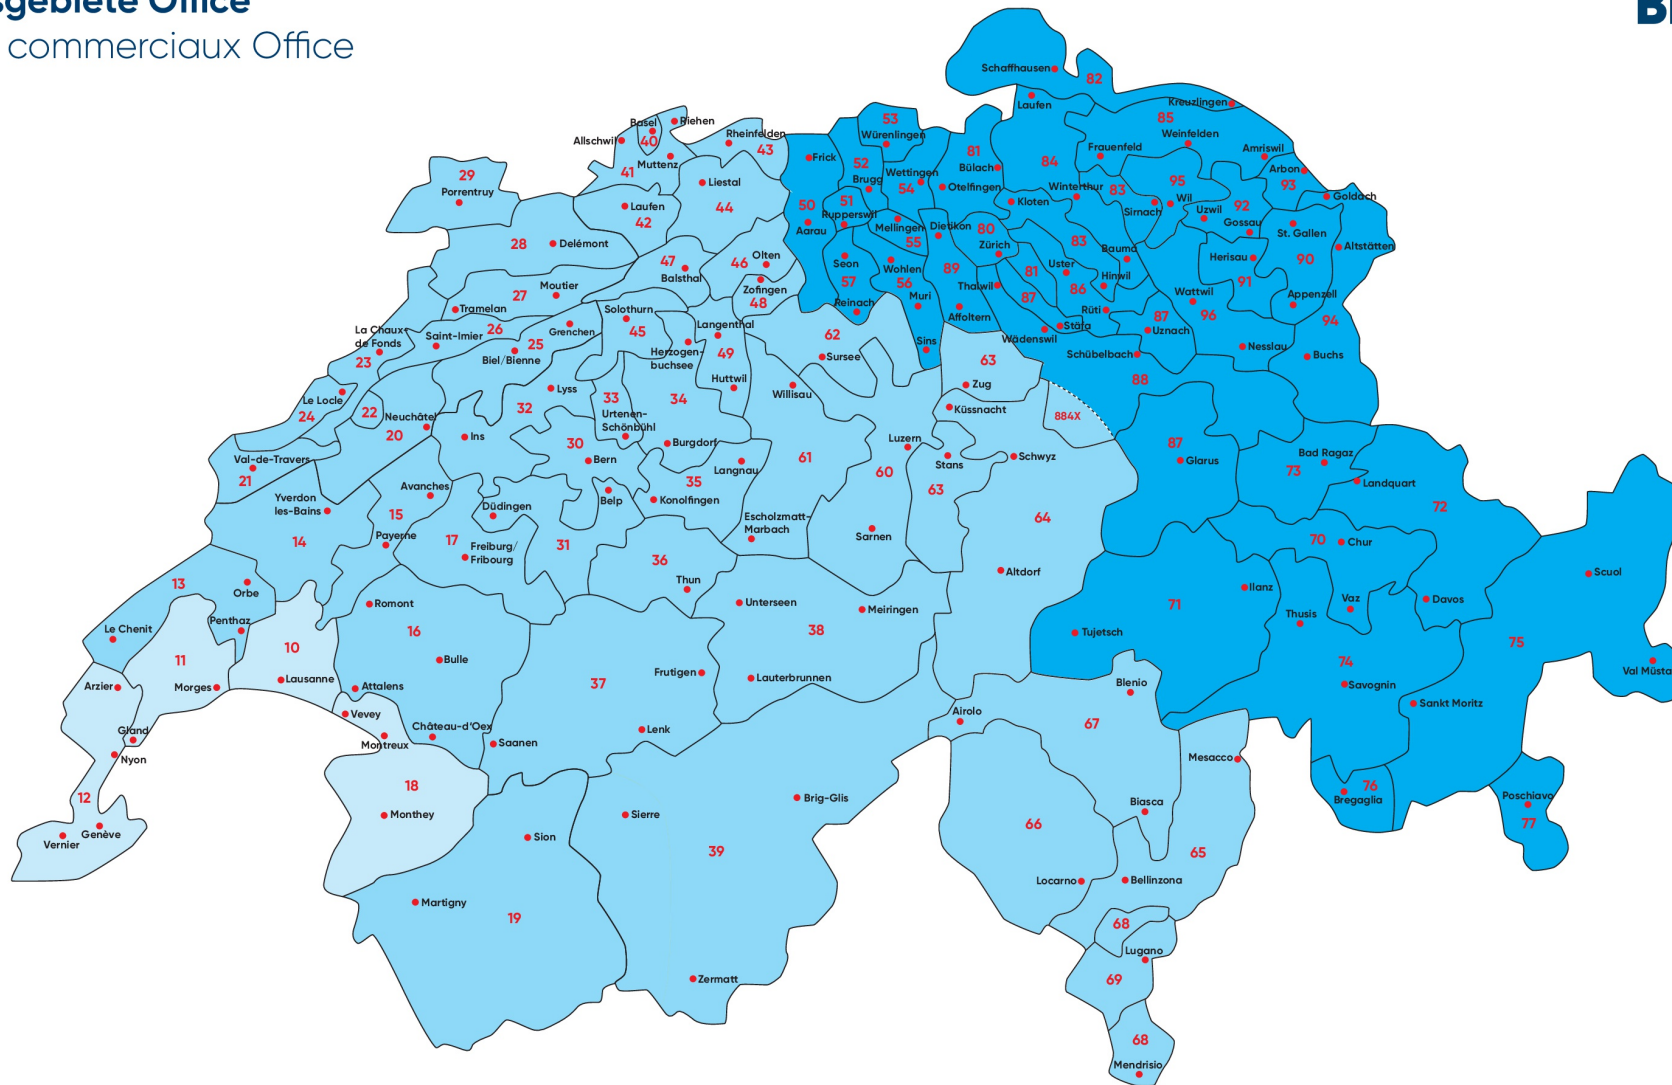 sgebiete Office
commerciaux Office
Schaffhausen
82
Laufen
Kreuzlingen
85
53
Würenlingen
Weinfelden
Riehen
Basel
Allschwil
40
Rheinfelden
43
Muttenz
41
Frick
52
Brugg
Wettingen
54
81
Bülach
84
Frauenfeld
Amriswil
Arbon
93
29
Porrentruy
Liestal
44
50
51
Rupperswil
Aarau
Otelfingen
Kloten
Winterthur
83
95
Wil
Sirnach
Uzwil
92
Gossau
Goldach
Laufen
42
Mellingen
55
Dietikon
80
Zürich
83
Bauma
St. Gallen
Altstätten
28
Delémont
47
Balsthal
46
Olten
Zofingen
48
Seon
57
Reinach
Wohlen
56
Muri
89
Thalwil
81
87
Uster
86
Hinwil
Herisau
90
91
Appenzell
27
Moutier
Tramelan
Affoltern
Rüti
87
Wattwil
96
94
La Chaux-
de Fonds
23
Saint-Imier
26
25
Biel/Bienne
Grenchen
Solothurn
45
Langenthal
Herzogen-
buchsee
49
62
Sursee
Sins
Wädenswil
Stäfa
Uznach
Schübelbach
Nesslau
Buchs
63
Zug
88
Le Locle
24
22
Neuchâtel
20
Lyss
32
33
Urtenen-
Schönbühl
34
Huttwil
Willisau
Küssnacht
884X
Ins
30
Bern
Burgdorf
Langnau
35
61
Luzern
60
Stans
63
Schwyz
87
Glarus
Bad Ragaz
73
Landquart
Val-de-Travers
21
Yverdon
les-Bains
Avanches
15
Düdingen
Belp
Konolfingen
Escholzmatt-
Marbach
64
72
14
Payerne
17
Freiburg/
Fribourg
31
36
Thun
Sarnen
70
Chur
13
Orbe
Altdorf
Scuol
Le Chenit
Penthaz
Romont
16
Unterseen
Meiringen
38
71
Ilanz
Thusis
Vaz
Davos
Tujetsch
11
10
Bulle
75
Arzier
Morges
Lausanne
Attalens
37
Frutigen
Lauterbrunnen
74
Savognin
Val Müsta
Blenio
Vevey
Château-d'Oex
Montreux
Saanen
Lenk
Airolo
67
Sankt Moritz
Gland
Nyon
18
Mesacco
12
Monthey
Brig-Glis
Biasca
76
Bregaglia
Poschiavo
77
Genève
Vernier
Sion
Sierre
39
66
65
Locarno
Bellinzona
Martigny
19
68
Lugano
Zermatt
69
68
Mendrisio